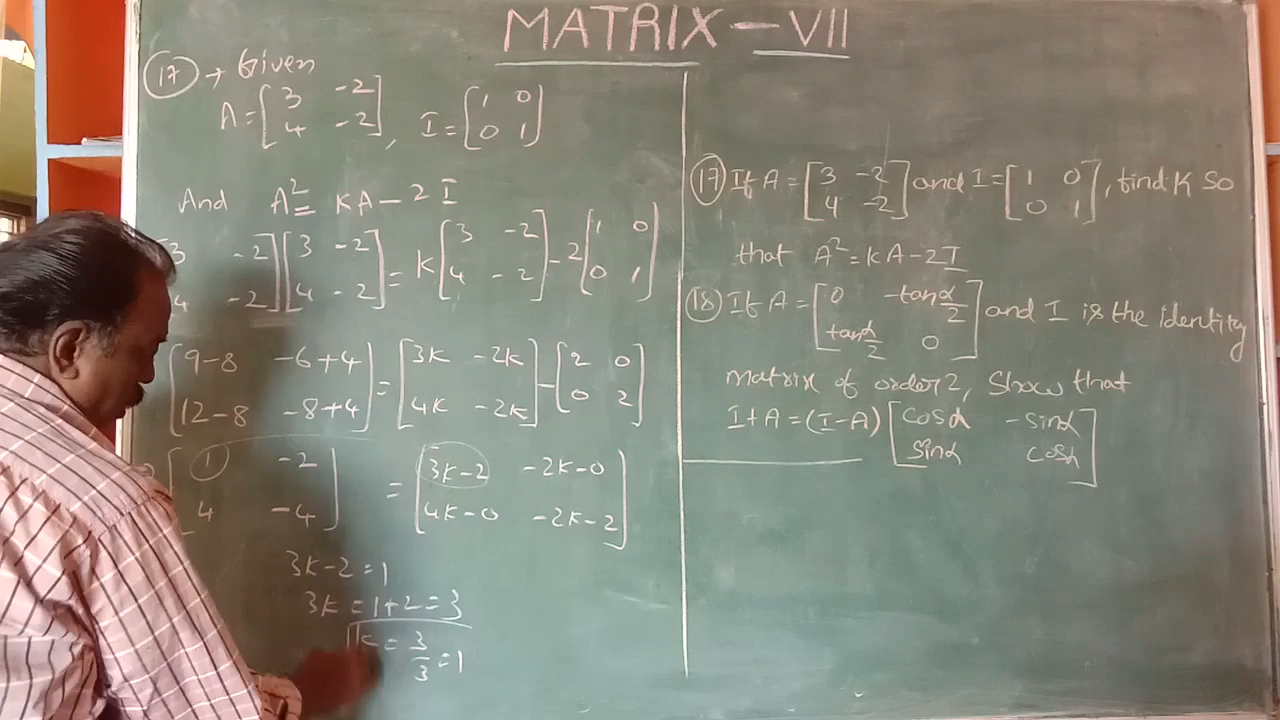 MATRIX - VII
(17) → Given
A = [3 -2
4 -2], I = [1 0
0 1]
And A² = KA - 2 I
[3 -2
4 -2] [3 -2
4 -2] = K [3 -2
4 -2] - 2 [1 0
0 1]
[9-8 -6+4
12-8 -8+4] = [3K -2K
4K -2K] - [2 0
0 2]
[1 -2
4 -4] = [3K-2 -2K-0
4K-0 -2K-2]
3K-2=1
3K = 1+2 = 3
K = 3/3 = 1
(17) If A = [3 -2
4 -2] and I = [1 0
0 1], find K so
that A² = KA - 2I
(18) If A = [0 -tan α/2
tan α/2 0] and I is the identity
matrix of order 2, Show that
I+A = (I-A) [cosα -sinα
sinα cosα]